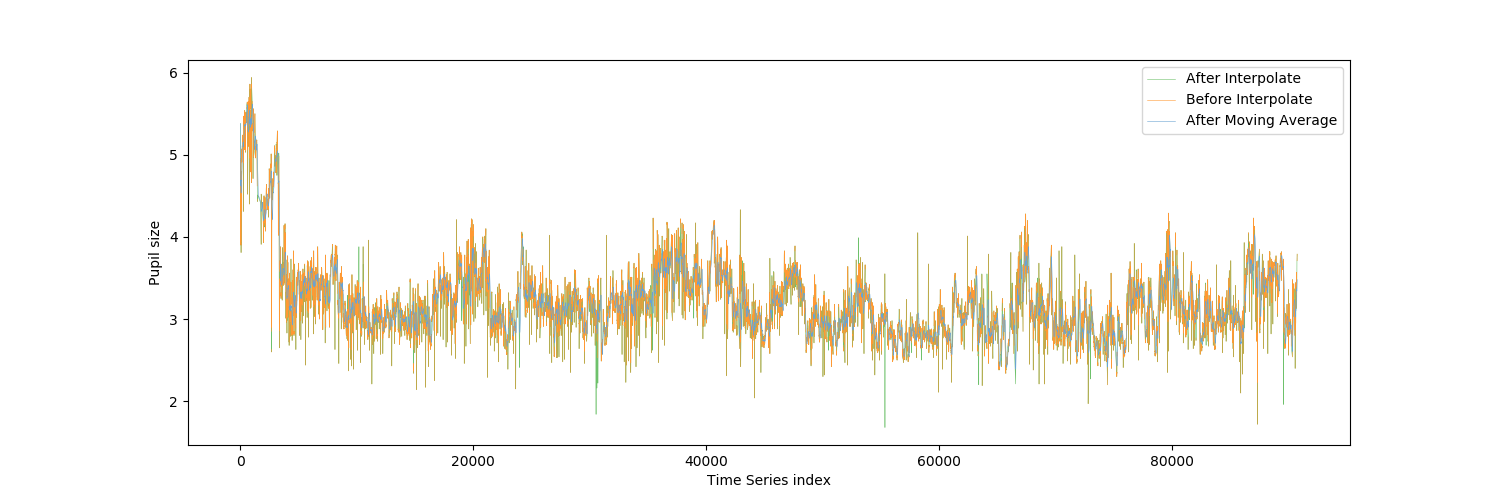 After Interpolate
Before Interpolate
After Moving Average
6
5
4
3
2
Pupil size
0
20000
40000
60000
80000
Time Series index